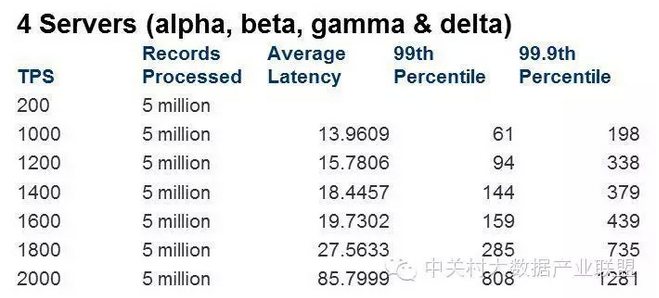 4 Servers (alpha, beta, gamma & delta)
TPS Records Processed Average Latency 99th Percentile 99.9th Percentile
200 5 million
1000 5 million 13.9609 61 198
1200 5 million 15.7806 94 338
1400 5 million 18.4457 144 379
1600 5 million 19.7302 159 439
1800 5 million 27.5633 285 735
2000 5 million 85.7999 808 1281
中关村大数据产业联盟